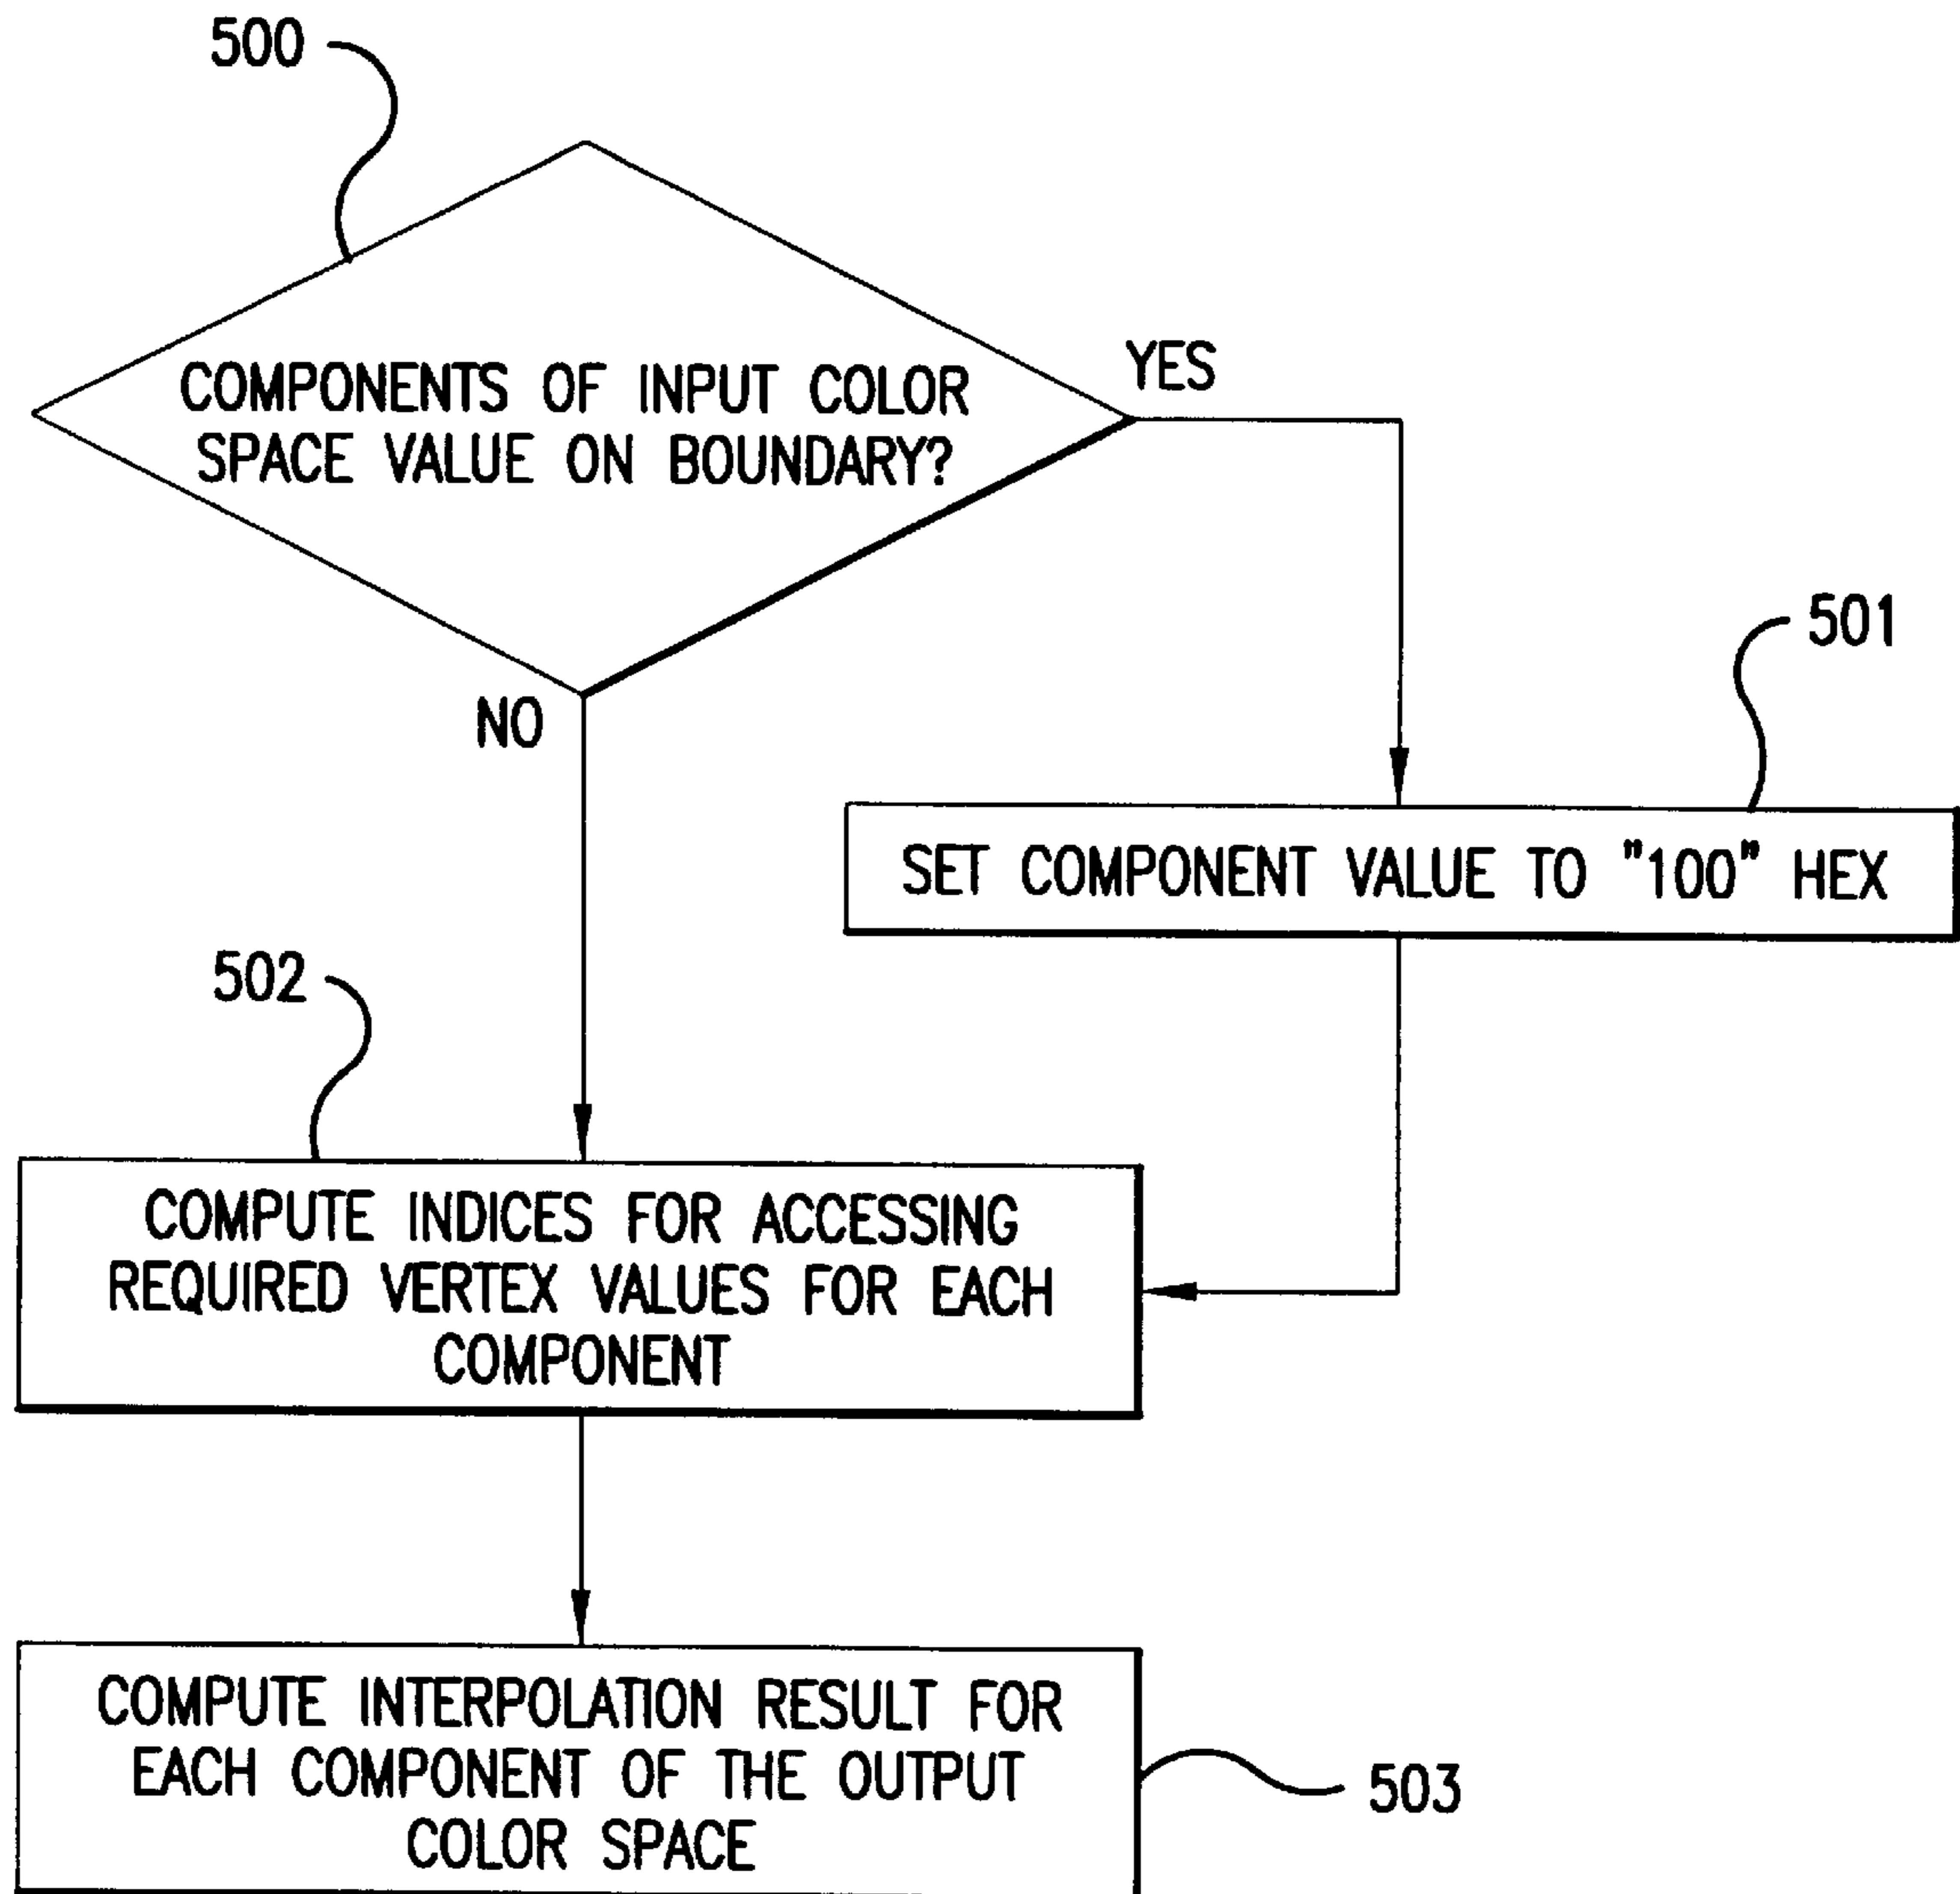 500
COMPONENTS OF INPUT COLOR
SPACE VALUE ON BOUNDARY?
YES
NO
501
SET COMPONENT VALUE TO "100" HEX
502
COMPUTE INDICES FOR ACCESSING
REQUIRED VERTEX VALUES FOR EACH
COMPONENT
COMPUTE INTERPOLATION RESULT FOR
EACH COMPONENT OF THE OUTPUT
COLOR SPACE
503